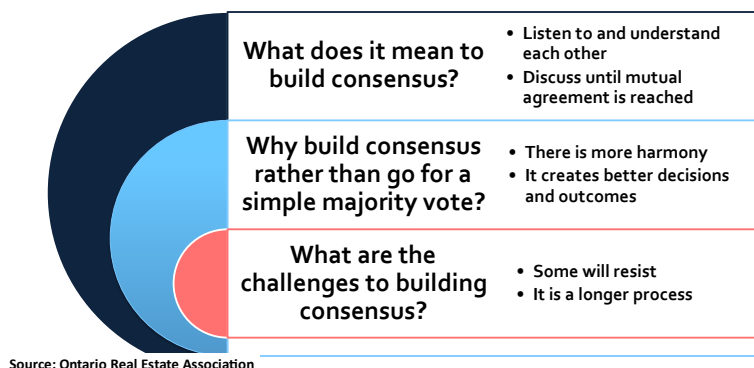 What does it mean to
build consensus?
• Listen to and understand
each other
• Discuss until mutual
agreement is reached
Why build consensus
rather than go for a
simple majority vote?
• There is more harmony
• It creates better decisions
and outcomes
What are the
challenges to building
consensus?
• Some will resist
• It is a longer process
Source: Ontario Real Estate Association